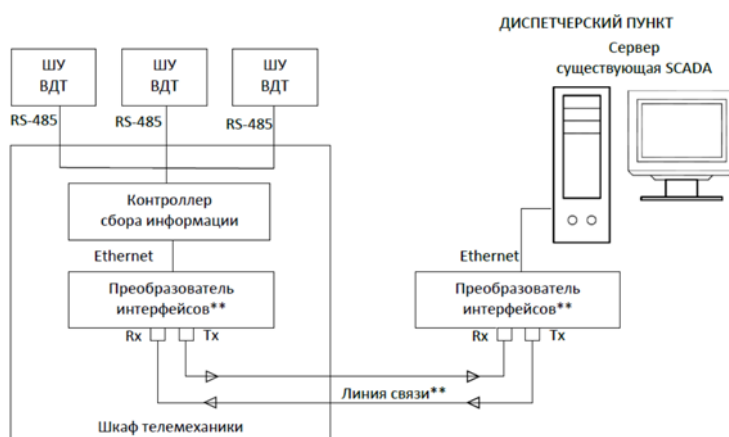 ДИСПЕТЧЕРСКИЙ ПУНКТ
Сервер
существующая SCADA
ШУ
ВДТ
ШУ
ВДТ
ШУ
ВДТ
RS-485
RS-485
RS-485
Контроллер
сбора информации
Ethernet
Ethernet
Преобразователь
интерфейсов**
Преобразователь
интерфейсов**
Rx
Tx
Rx
Tx
Линия связи**
Шкаф телемеханики